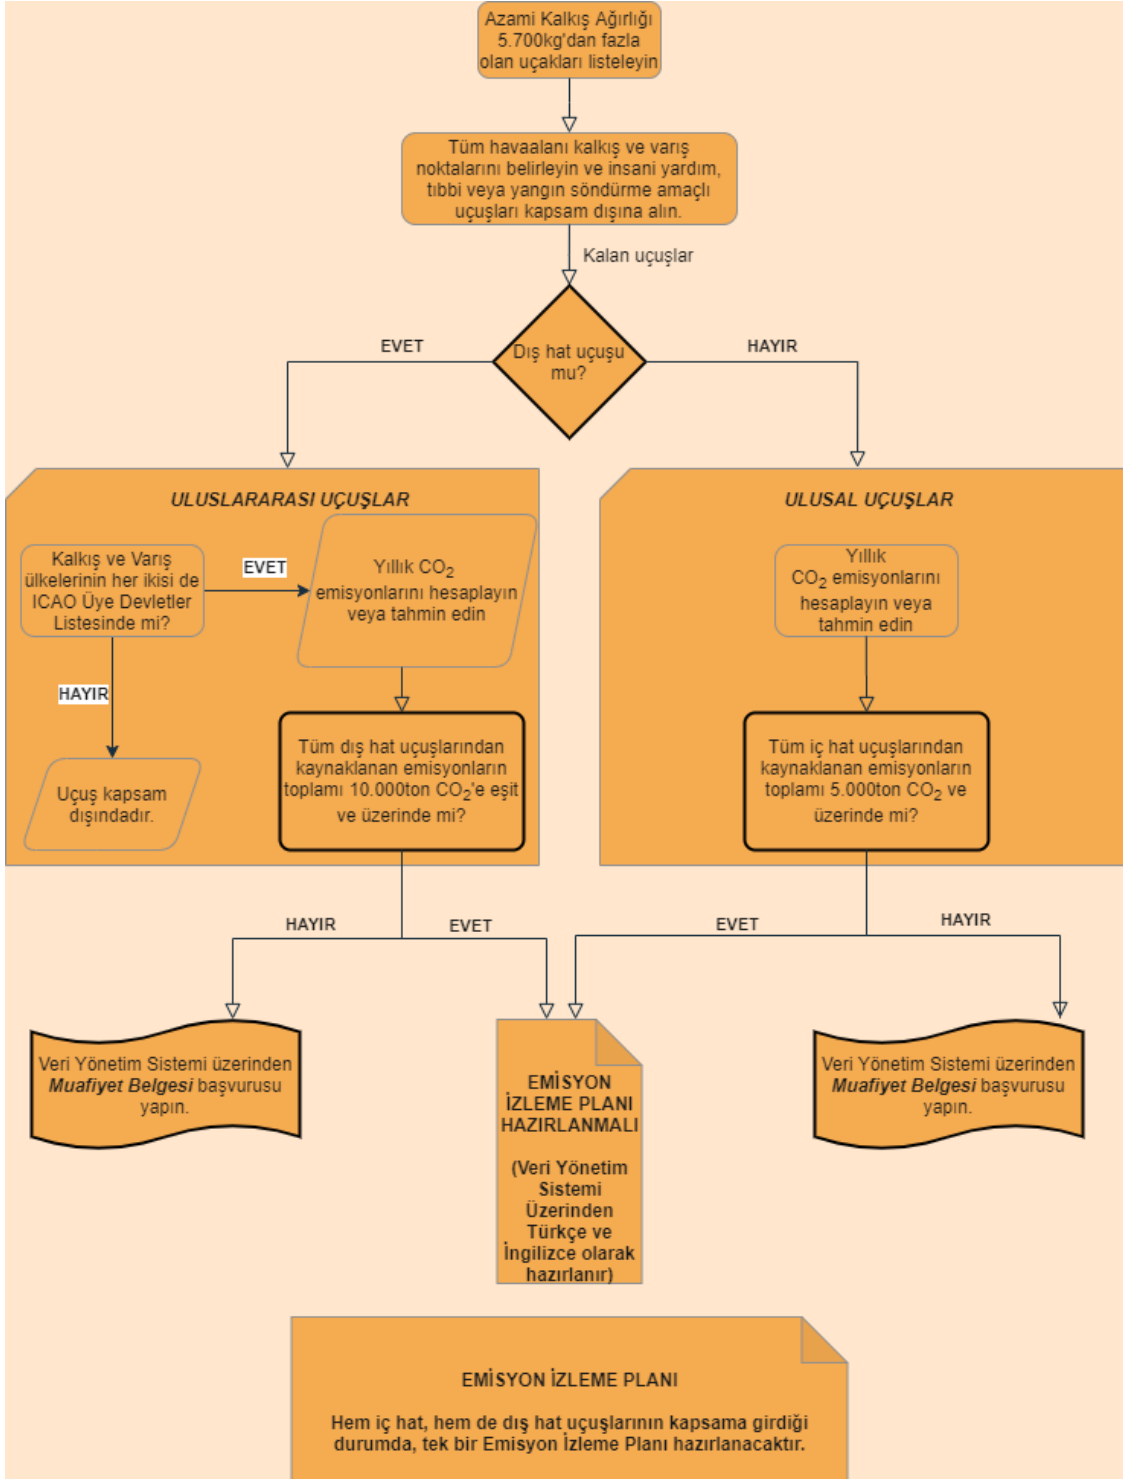 Azami Kalkış Ağırlığı
5.700kg'dan fazla
olan uçakları listeleyin
Tüm havaalanı kalkış ve varış
noktalarını belirleyin ve insani yardım,
tıbbi veya yangın söndürme amaçlı
uçuşları kapsam dışına alın.
Kalan uçuşlar
Dış hat uçuşu
mu?
EVET
HAYIR
ULUSLARARASI UÇUŞLAR
Kalkış ve Varış
ülkelerinin her ikisi de
ICAO Üye Devletler
Listesinde mi?
EVET
Yıllık CO₂
emisyonlarını hesaplayın
veya tahmin edin
HAYIR
Uçuş kapsam
dışındadır.
Tüm dış hat uçuşlarından
kaynaklanan emisyonların
toplamı 10.000ton CO₂'e eşit
ve üzerinde mi?
ULUSAL UÇUŞLAR
Yıllık
CO₂ emisyonlarını
hesaplayın veya
tahmin edin
Tüm iç hat uçuşlarından
kaynaklanan emisyonların
toplamı 5.000ton CO₂ ve
üzerinde mi?
HAYIR
EVET
EVET
HAYIR
Veri Yönetim Sistemi üzerinden
Muafiyet Belgesi başvurusu
yapın.
EMİSYON
İZLEME PLANI
HAZIRLANMALI
(Veri Yönetim
Sistemi
Üzerinden
Türkçe ve
İngilizce olarak
hazırlanır)
Veri Yönetim Sistemi üzerinden
Muafiyet Belgesi başvurusu
yapın.
EMİSYON İZLEME PLANI
Hem iç hat, hem de dış hat uçuşlarının kapsama girdiği
durumda, tek bir Emisyon İzleme Planı hazırlanacaktır.